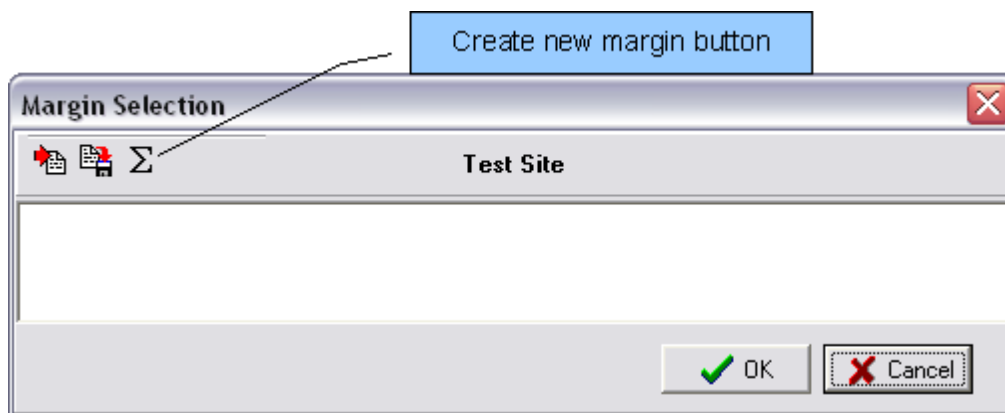 Create new margin button
Margin Selection
Σ
Test Site
OK
Cancel